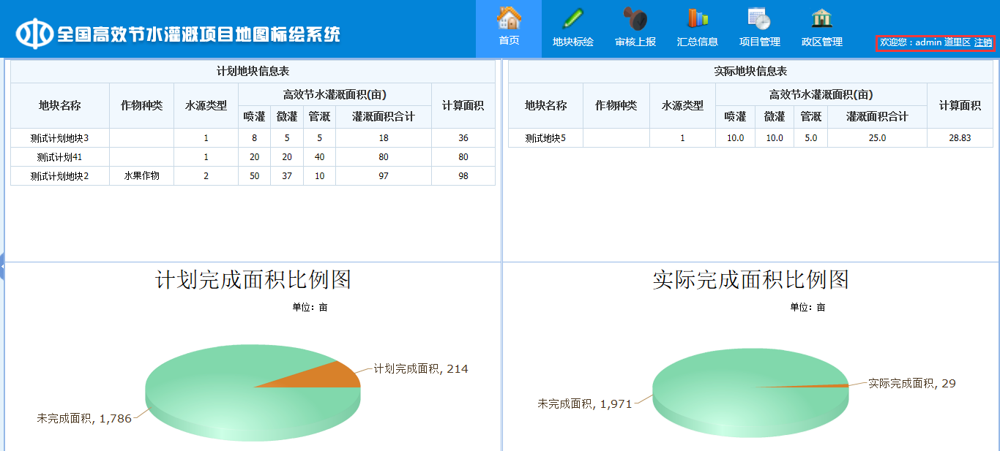 全国高效节水灌溉项目地图标绘系统
首页 地块标绘 审核上报 汇总信息 项目管理 政区管理
欢迎您：admin 道里区 注销
计划地块信息表
地块名称 作物种类 水源类型 高效节水灌溉面积(亩) 计算面积
喷灌 微灌 管溉 灌溉面积合计
测试计划地块3 1 8 5 5 18 36
测试计划41 1 20 20 40 80 80
测试计划地块2 水果作物 2 50 37 10 97 98
实际地块信息表
地块名称 作物种类 水源类型 高效节水灌溉面积(亩) 计算面积
喷灌 微灌 管溉 灌溉面积合计
测试地块5 1 10.0 10.0 5.0 25.0 28.83
计划完成面积比例图
单位：亩
计划完成面积, 214
未完成面积, 1,786
实际完成面积比例图
单位：亩
实际完成面积, 29
未完成面积, 1,971